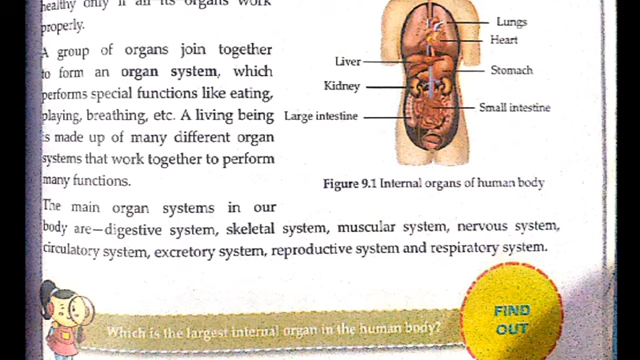 healthy only if all its organs work
properly.
A group of organs join together
to form an organ system, which
performs special functions like eating,
playing, breathing, etc. A living being
is made up of many different organ
systems that work together to perform
many functions.
Lungs
Heart
Liver
Stomach
Kidney
Small intestine
Large intestine
Figure 9.1 Internal organs of human body
The main organ systems in our
body are—digestive system, skeletal system, muscular system, nervous system,
circulatory system, excretory system, reproductive system and respiratory system.
Which is the largest internal organ in the human body?
FIND
OUT